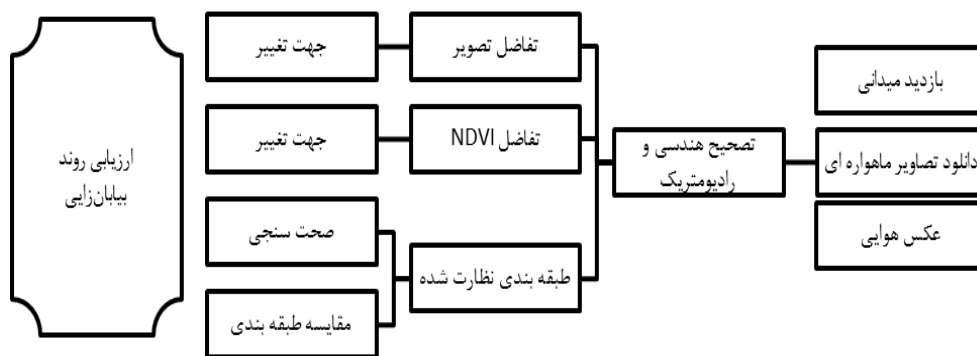 بازدید میدانی
دانلود تصاویر ماهواره ای
عکس هوایی
تصحیح هندسی و
رادیومتریک
تفاضل تصویر
جهت تغییر
تفاضل NDVI
جهت تغییر
طبقه بندی نظارت شده
صحت سنجی
مقایسه طبقه بندی
ارزیابی روند
بیابان‌زایی